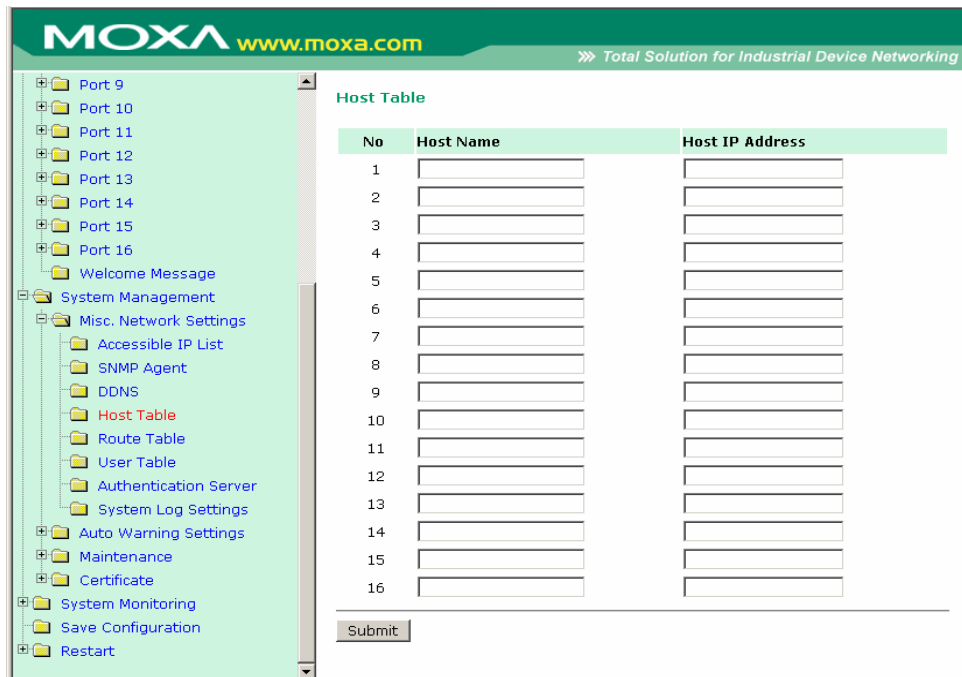 MOXA www.moxa.com
Total Solution for Industrial Device Networking
Port 9
Port 10
Port 11
Port 12
Port 13
Port 14
Port 15
Port 16
Welcome Message
System Management
Misc. Network Settings
Accessible IP List
SNMP Agent
DDNS
Host Table
Route Table
User Table
Authentication Server
System Log Settings
Auto Warning Settings
Maintenance
Certificate
System Monitoring
Save Configuration
Restart
Host Table
No Host Name Host IP Address
1
2
3
4
5
6
7
8
9
10
11
12
13
14
15
16
Submit